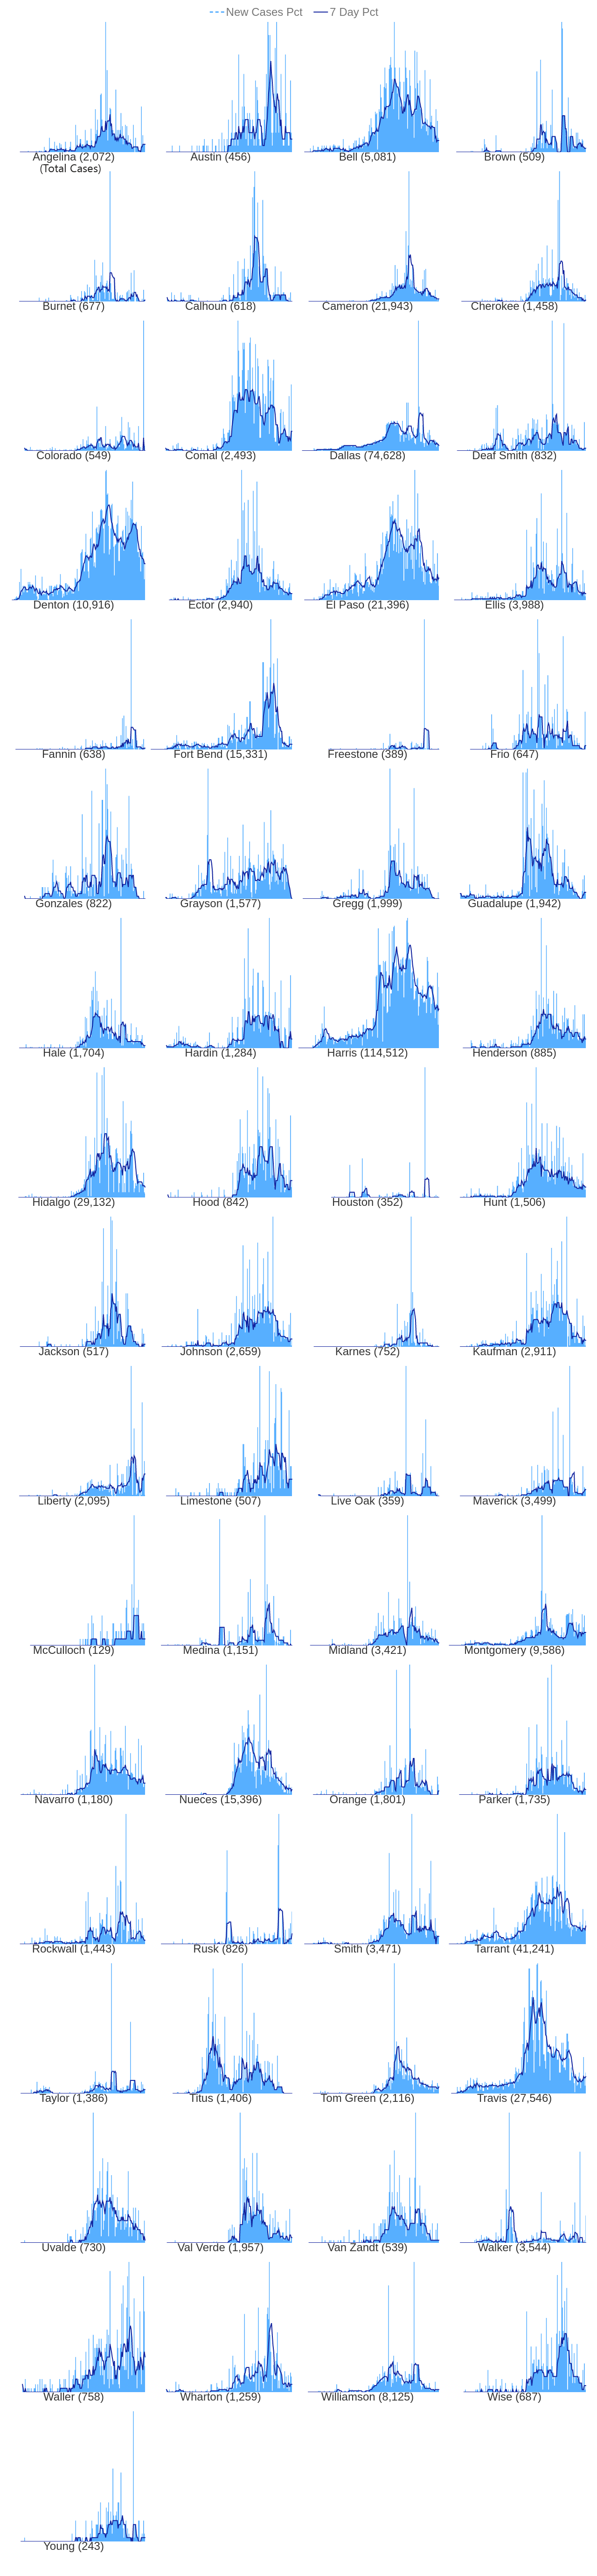 New Cases Pct 7 Day Pct
Angelina (2,072) Austin (456) Bell (5,081) Brown (509)
(Total Cases)
Burnet (677) Calhoun (618) Cameron (21,943) Cherokee (1,458)
Colorado (549) Comal (2,493) Dallas (74,628) Deaf Smith (832)
Denton (10,916) Ector (2,940) El Paso (21,396) Ellis (3,988)
Fannin (638) Fort Bend (15,331) Freestone (389) Frio (647)
Gonzales (822) Grayson (1,577) Gregg (1,999) Guadalupe (1,942)
Hale (1,704) Hardin (1,284) Harris (114,512) Henderson (885)
Hidalgo (29,132) Hood (842) Houston (352) Hunt (1,506)
Jackson (517) Johnson (2,659) Karnes (752) Kaufman (2,911)
Liberty (2,095) Limestone (507) Live Oak (359) Maverick (3,499)
McCulloch (129) Medina (1,151) Midland (3,421) Montgomery (9,586)
Navarro (1,180) Nueces (15,396) Orange (1,801) Parker (1,735)
Rockwall (1,443) Rusk (826) Smith (3,471) Tarrant (41,241)
Taylor (1,386) Titus (1,406) Tom Green (2,116) Travis (27,546)
Uvalde (730) Val Verde (1,957) Van Zandt (539) Walker (3,544)
Waller (758) Wharton (1,259) Williamson (8,125) Wise (687)
Young (243)